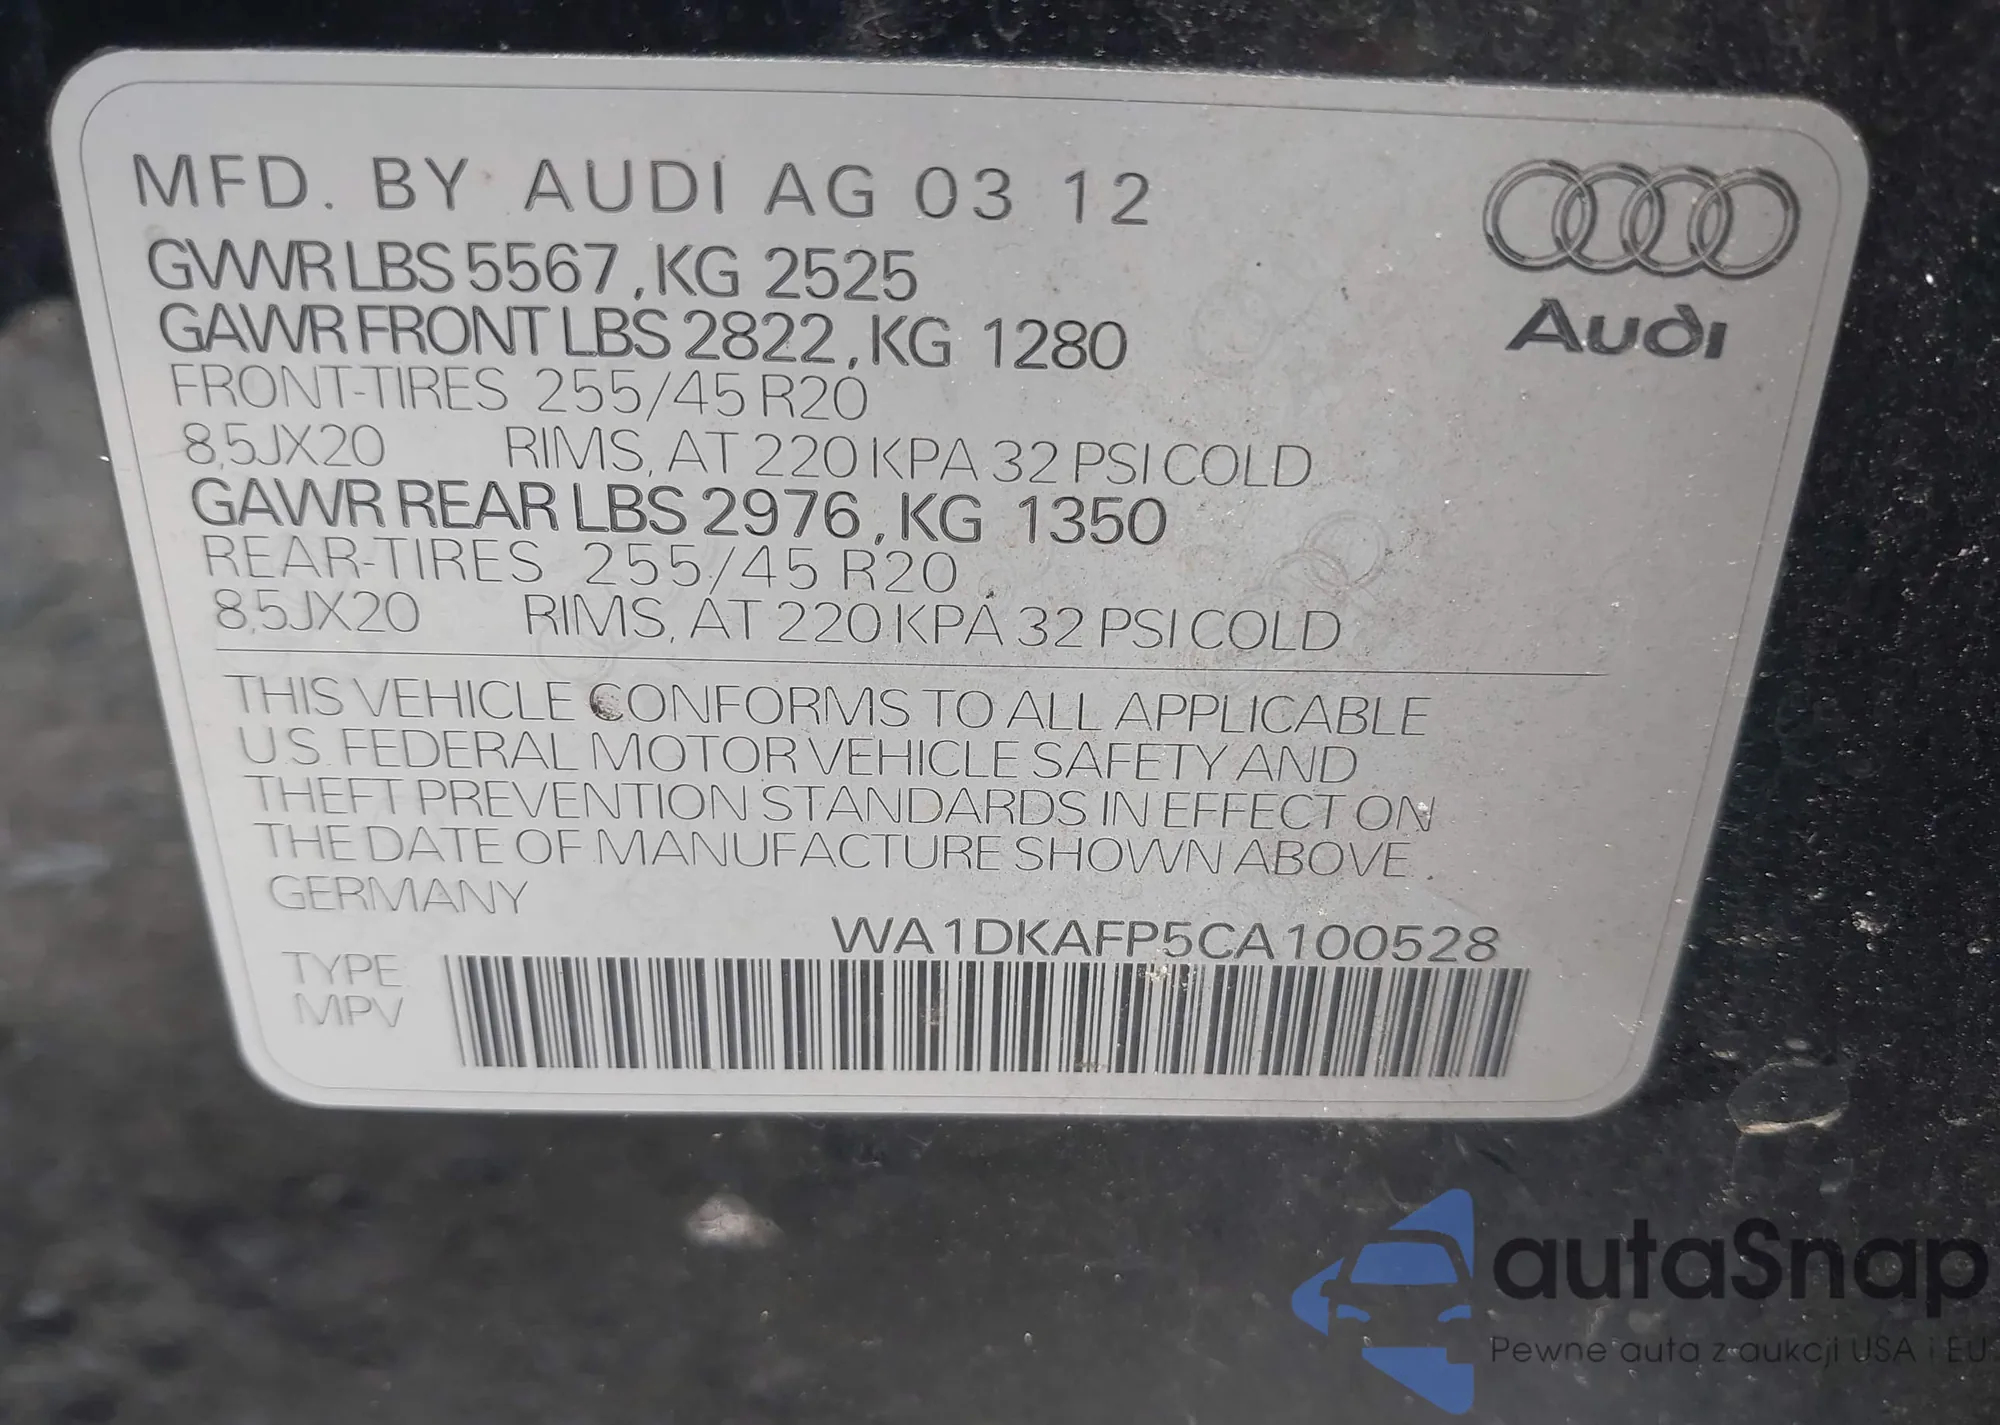 MFD. BY AUDI AG 03 12
GVWR LBS 5567, KG 2525
GAWR FRONT LBS 2822, KG 1280
FRONT-TIRES 255/45 R20
8,5JX20 RIMS, AT 220 KPA 32 PSI COLD
GAWR REAR LBS 2976, KG 1350
REAR-TIRES 255/45 R20
8,5JX20 RIMS, AT 220 KPA 32 PSI COLD
THIS VEHICLE CONFORMS TO ALL APPLICABLE
U.S. FEDERAL MOTOR VEHICLE SAFETY AND
THEFT PREVENTION STANDARDS IN EFFECT ON
THE DATE OF MANUFACTURE SHOWN ABOVE.
GERMANY
WA1DKAFP5CA100528
TYPE
MPV
Audi
autaSnap
Pewne auta z aukcji USA i EU